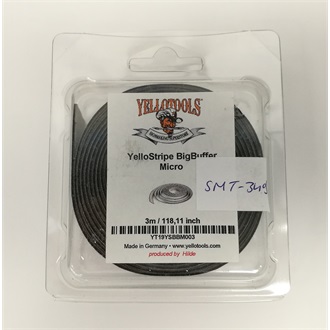 YELLOTOOLS
YelloStripe BigBuffer
Micro
3m / 118,11 inch
YT19YSBBM003
Made in Germany • www.yellotools.com
produced by Hilde
SMT-349